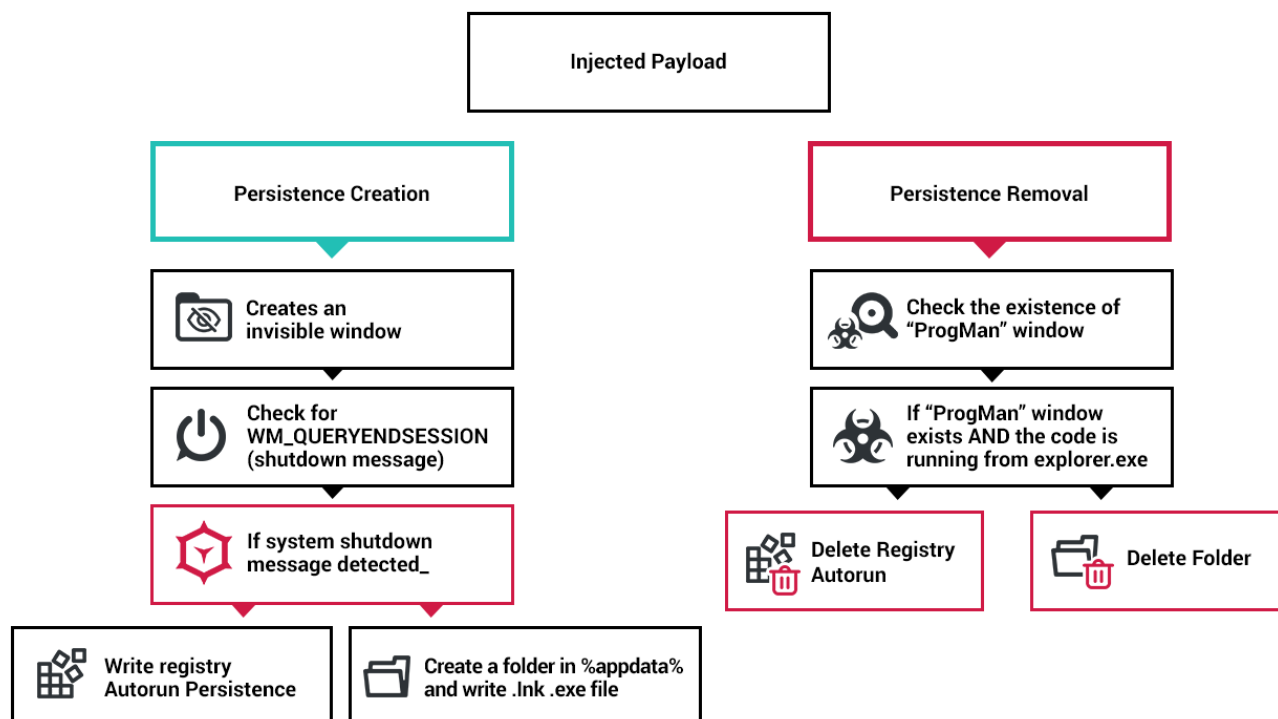 Injected Payload
Persistence Creation
Persistence Removal
Creates an
invisible window
Check the existence of
“ProgMan” window
Check for
WM_QUERYENDSESSION
(shutdown message)
If “ProgMan” window
exists AND the code is
running from explorer.exe
If system shutdown
message detected_
Delete Registry
Autorun
Delete Folder
Write registry
Autorun Persistence
Create a folder in %appdata%
and write .lnk .exe file